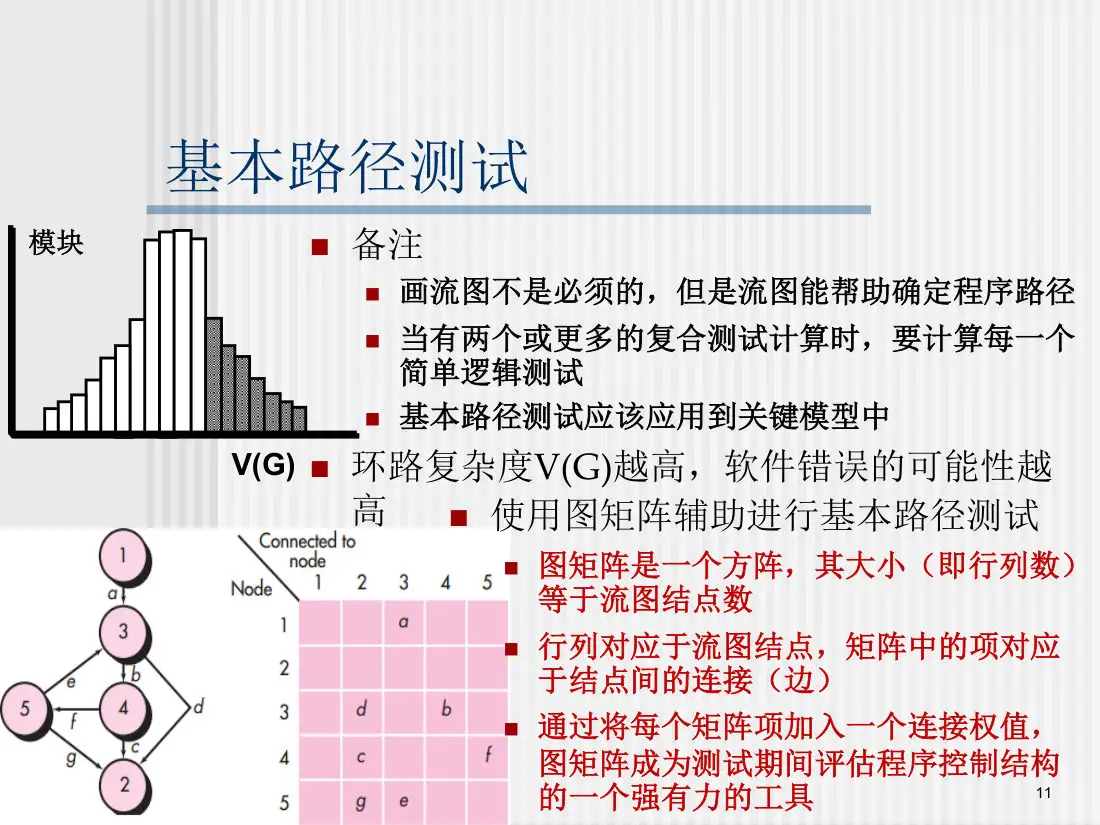 基本路径测试
模块
备注
画流图不是必须的，但是流图能帮助确定程序路径
当有两个或更多的复合测试计算时，要计算每一个
简单逻辑测试
基本路径测试应该应用到关键模型中
V(G)
环路复杂度V(G)越高，软件错误的可能性越
高
使用图矩阵辅助进行基本路径测试
图矩阵是一个方阵，其大小（即行列数）
等于流图结点数
行列对应于流图结点，矩阵中的项对应
于结点间的连接（边）
通过将每个矩阵项加入一个连接权值，
图矩阵成为测试期间评估程序控制结构
的一个强有力的工具
1
a
3
e
b
5
f
4
d
g
c
2
Connected to
node
Node
1 2 3 4 5
1 a
2
3 d b
4 c f
5 g e
11